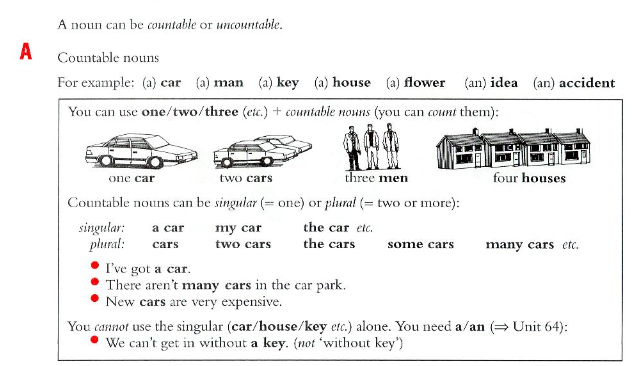 A noun can be countable or uncountable.
A
Countable nouns
For example: (a) car (a) man (a) key (a) house (a) flower (an) idea (an) accident
You can use one/two/three (etc.) + countable nouns (you can count them):
one car two cars three men four houses
Countable nouns can be singular (= one) or plural (= two or more):
singular: a car my car the car etc.
plural: cars two cars the cars some cars many cars etc.
• I've got a car.
• There aren't many cars in the car park.
• New cars are very expensive.
You cannot use the singular (car/house/key etc.) alone. You need a/an (⇒ Unit 64):
• We can't get in without a key. (not 'without key')